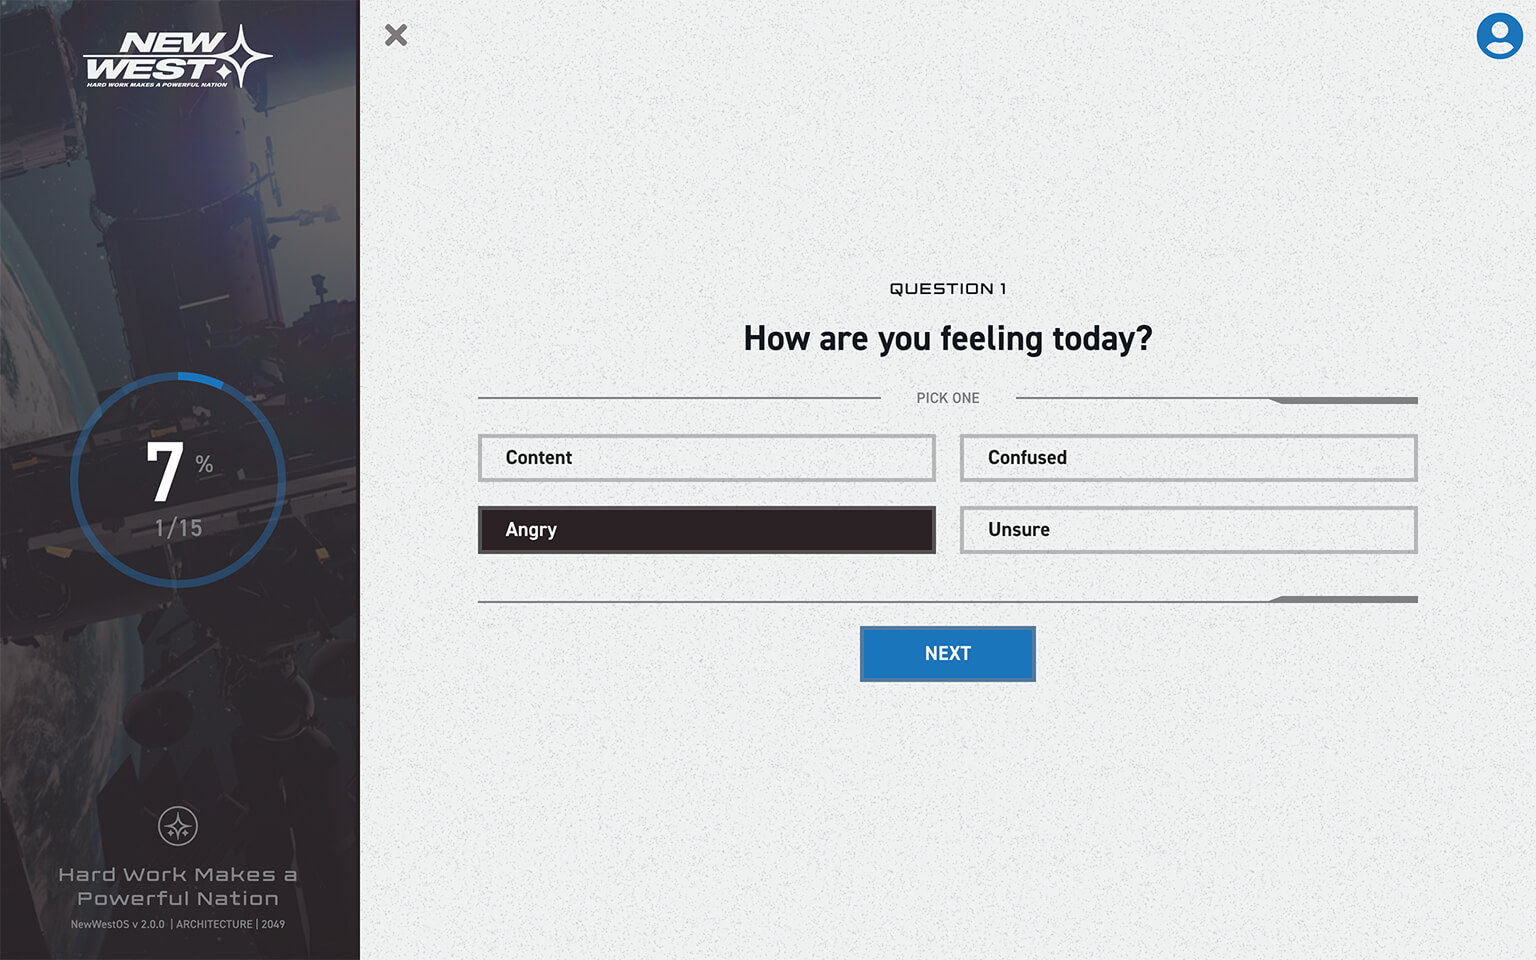 NEW
WEST
HARD WORK MAKES A POWERFUL NATION
7 %
1/15
Hard Work Makes a
Powerful Nation
NewWestOS v 2.0.0 | ARCHITECTURE | 2049
QUESTION 1
How are you feeling today?
PICK ONE
Content
Confused
Angry
Unsure
NEXT